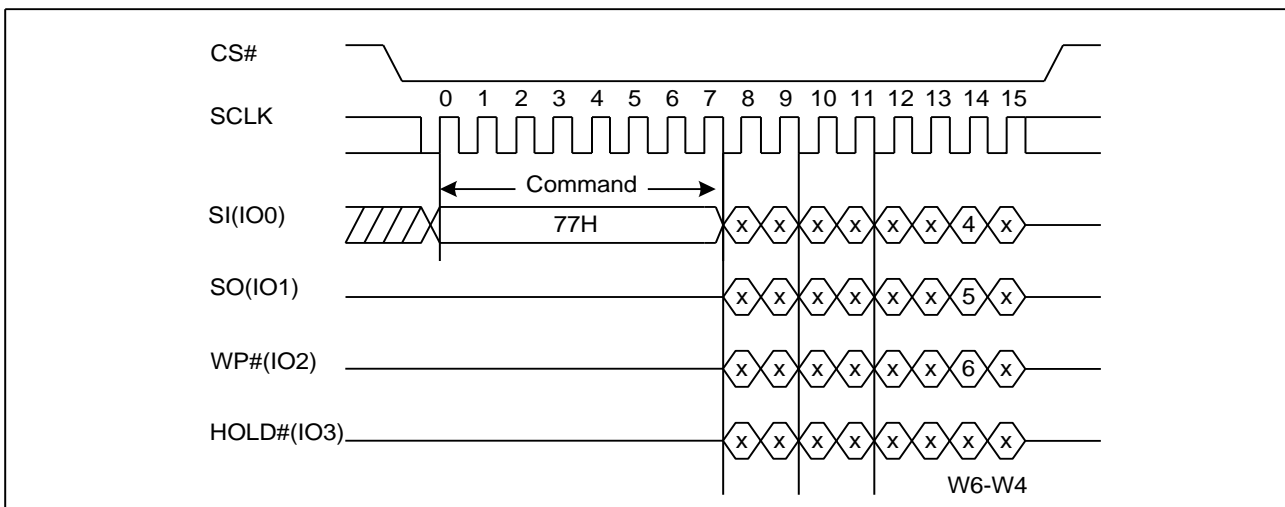 CS#
0 1 2 3 4 5 6 7 8 9 10 11 12 13 14 15
SCLK
Command
SI(IO0)
77H
x x x x x x 4 x
SO(IO1)
x x x x x x 5 x
WP#(IO2)
x x x x x x 6 x
HOLD#(IO3)
x x x x x x x x
W6-W4